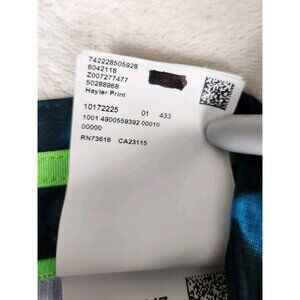 742228505928
6042118
Z007277477
50288968
Hayler Print
10172225 01 433
1001 4900559392 00010
00000
RN73616 CA23115